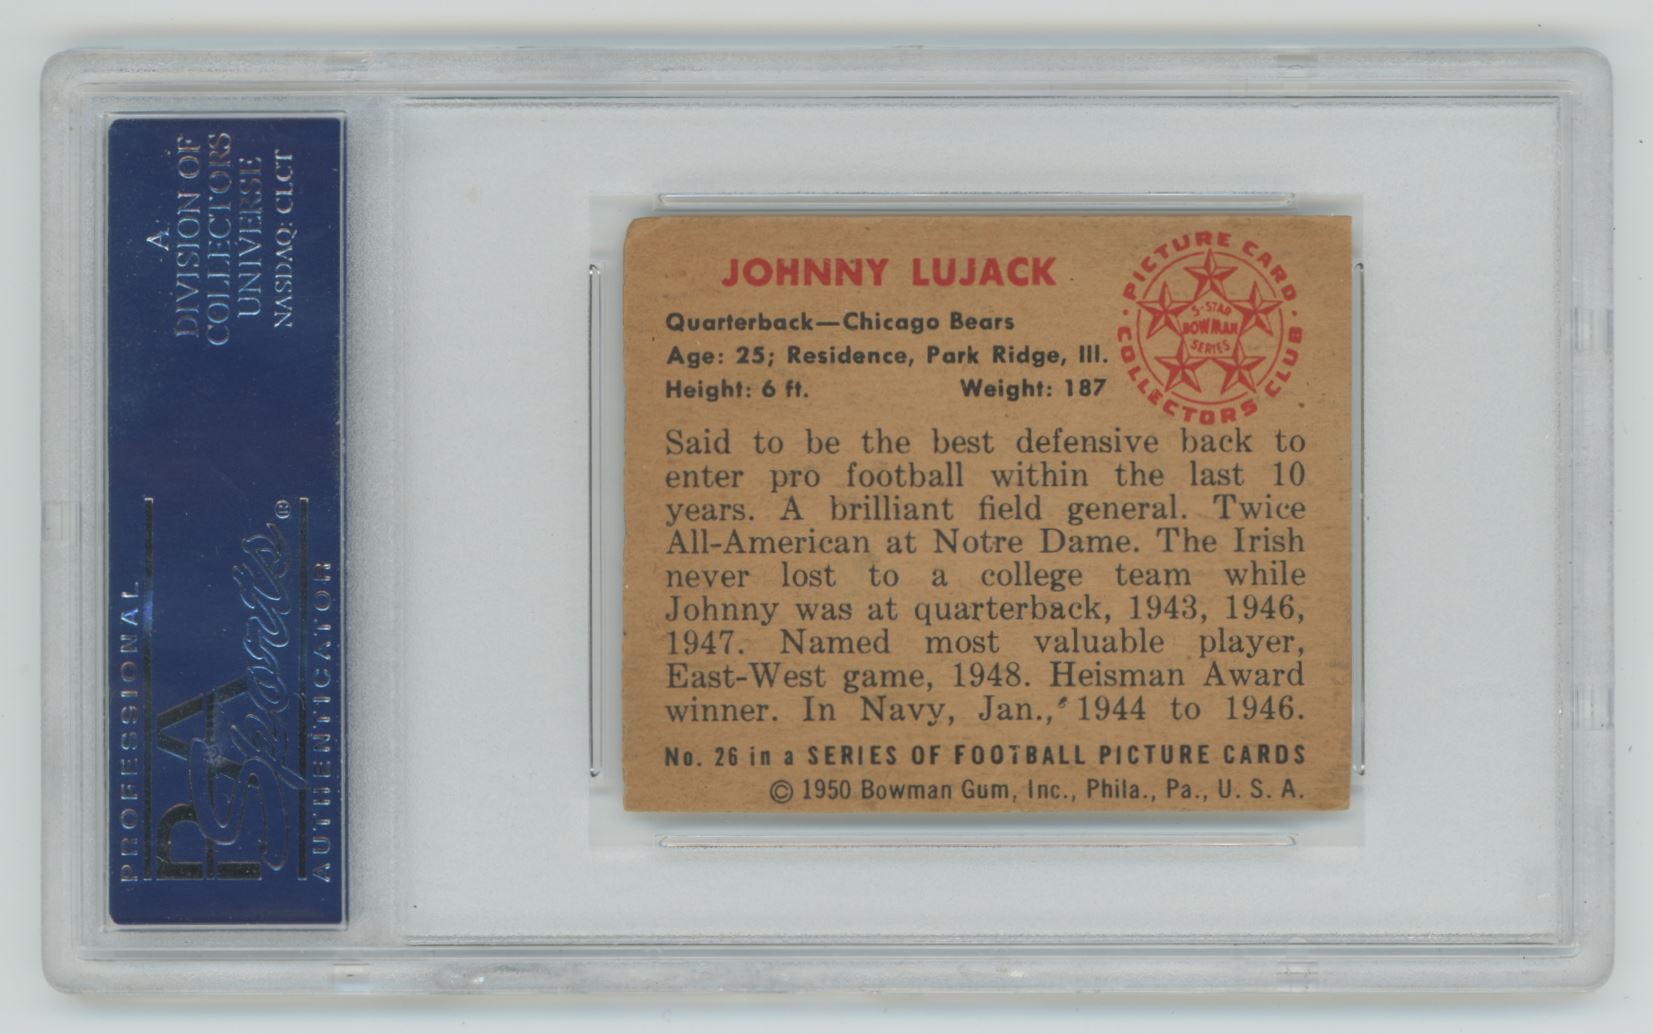 A
DIVISION OF
COLLECTORS
UNIVERSE
NASDAQ: CLCT
PROFESSIONAL
PSA
Sports®
AUTHENTICATOR
JOHNNY LUJACK
Quarterback—Chicago Bears
Age: 25; Residence, Park Ridge, Ill.
Height: 6 ft. Weight: 187
PICTURE CARD
COLLECTORS CLUB
5-STAR
BOWMAN
SERIES
Said to be the best defensive back to
enter pro football within the last 10
years. A brilliant field general. Twice
All-American at Notre Dame. The Irish
never lost to a college team while
Johnny was at quarterback, 1943, 1946,
1947. Named most valuable player,
East-West game, 1948. Heisman Award
winner. In Navy, Jan., 1944 to 1946.
No. 26 in a SERIES OF FOOTBALL PICTURE CARDS
© 1950 Bowman Gum, Inc., Phila., Pa., U. S. A.